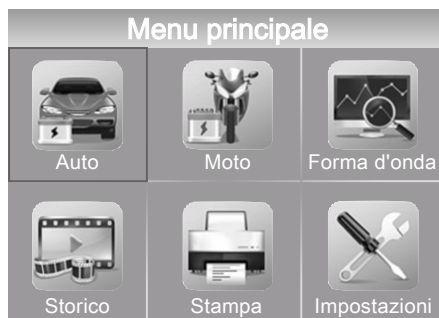 Menu principale
Auto
Moto
Forma d'onda
Storico
Stampa
Impostazioni